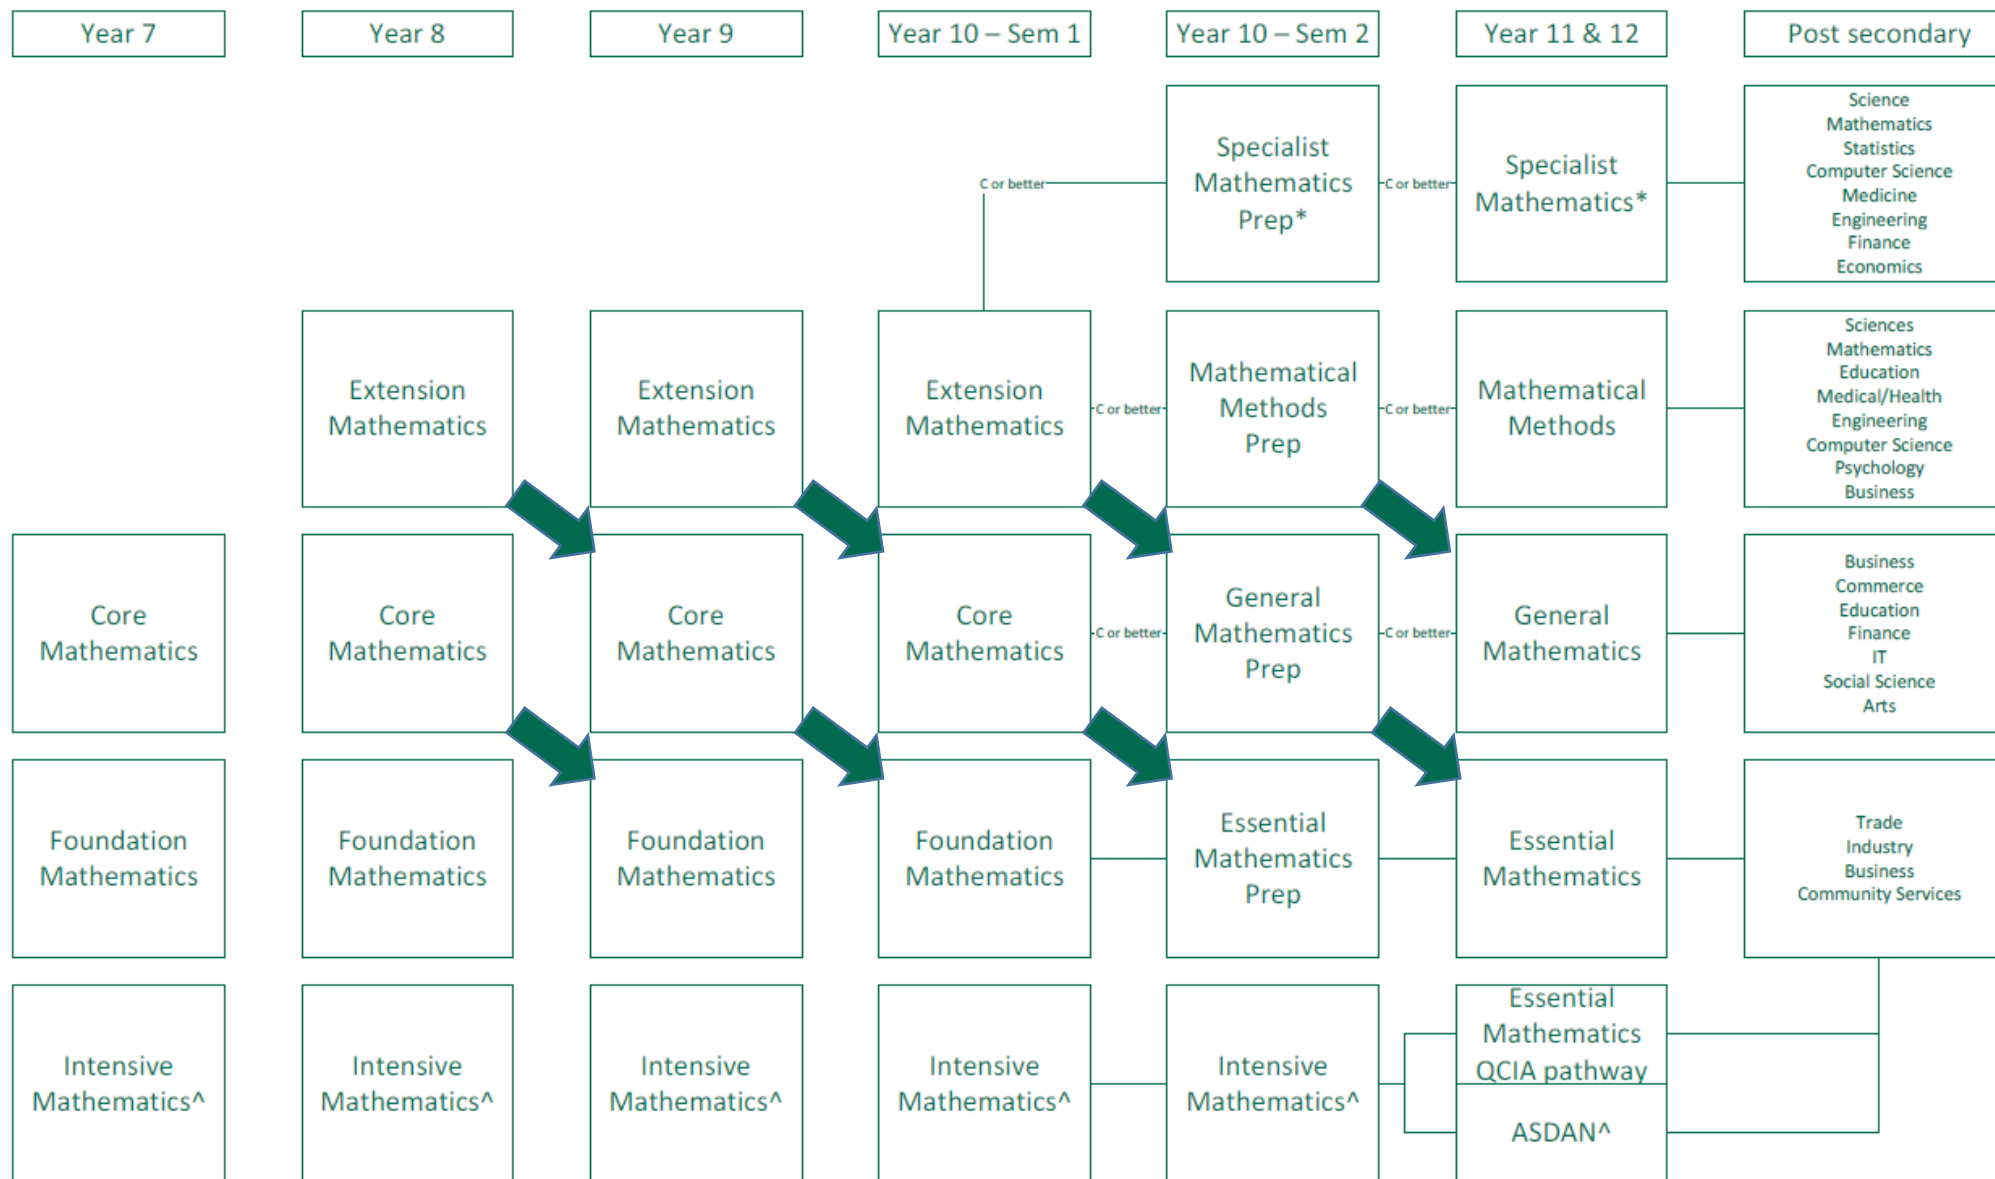 Year 7
Year 8
Year 9
Year 10 – Sem 1
Year 10 – Sem 2
Year 11 & 12
Post secondary
C or better
Specialist
Mathematics
Prep*
C or better
Specialist
Mathematics*
Science
Mathematics
Statistics
Computer Science
Medicine
Engineering
Finance
Economics
Extension
Mathematics
Extension
Mathematics
Extension
Mathematics
C or better
Mathematical
Methods
Prep
C or better
Mathematical
Methods
Sciences
Mathematics
Education
Medical/Health
Engineering
Computer Science
Psychology
Business
Core
Mathematics
Core
Mathematics
Core
Mathematics
Core
Mathematics
C or better
General
Mathematics
Prep
C or better
General
Mathematics
Business
Commerce
Education
Finance
IT
Social Science
Arts
Foundation
Mathematics
Foundation
Mathematics
Foundation
Mathematics
Foundation
Mathematics
Essential
Mathematics
Prep
Essential
Mathematics
Trade
Industry
Business
Community Services
Intensive
Mathematics^
Intensive
Mathematics^
Intensive
Mathematics^
Intensive
Mathematics^
Intensive
Mathematics^
Essential
Mathematics
QCIA pathway
ASDAN^